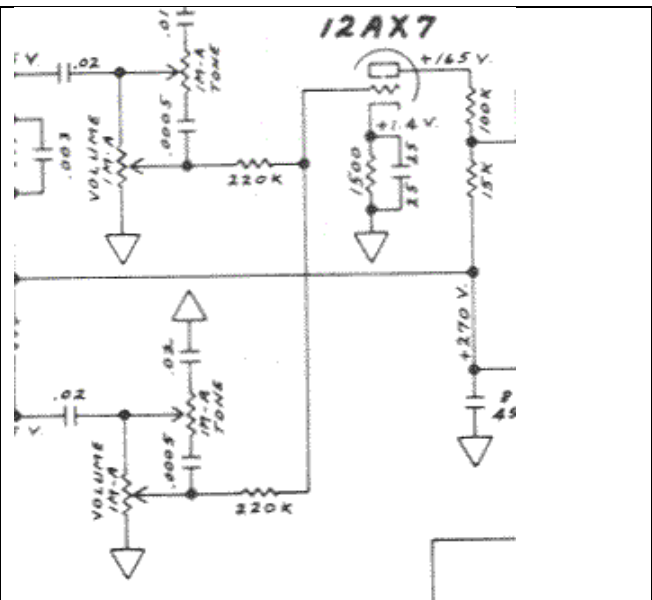 12AX7
.01
+165 V.
V.
.02
1M-A
TONE
100K
.0005
+1.4 V.
.003
VOLUME
1M-A
1500
25
25
15K
220K
+270 V.
.02
.02
1M-A
TONE
V.
.0005
VOLUME
1M-A
220K